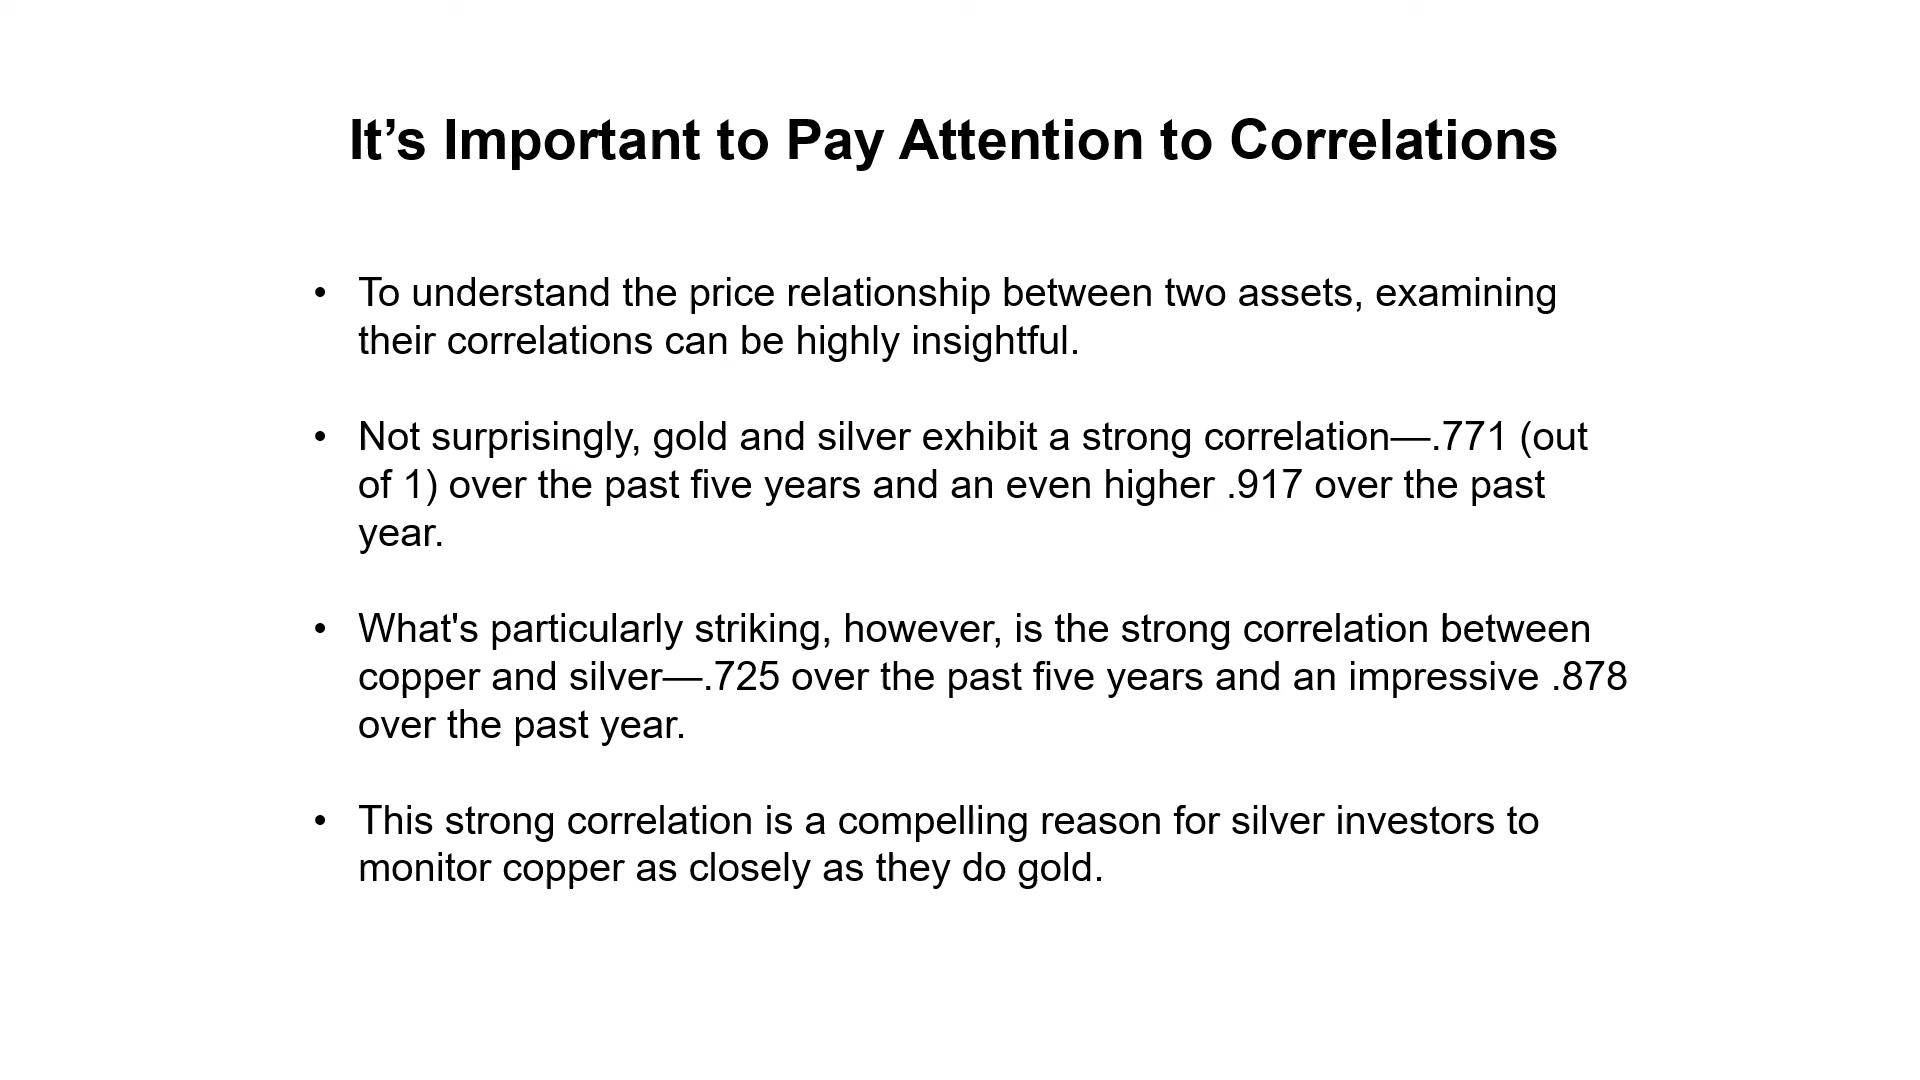 It’s Important to Pay Attention to Correlations
• To understand the price relationship between two assets, examining
their correlations can be highly insightful.
• Not surprisingly, gold and silver exhibit a strong correlation—.771 (out
of 1) over the past five years and an even higher .917 over the past
year.
• What's particularly striking, however, is the strong correlation between
copper and silver—.725 over the past five years and an impressive .878
over the past year.
• This strong correlation is a compelling reason for silver investors to
monitor copper as closely as they do gold.